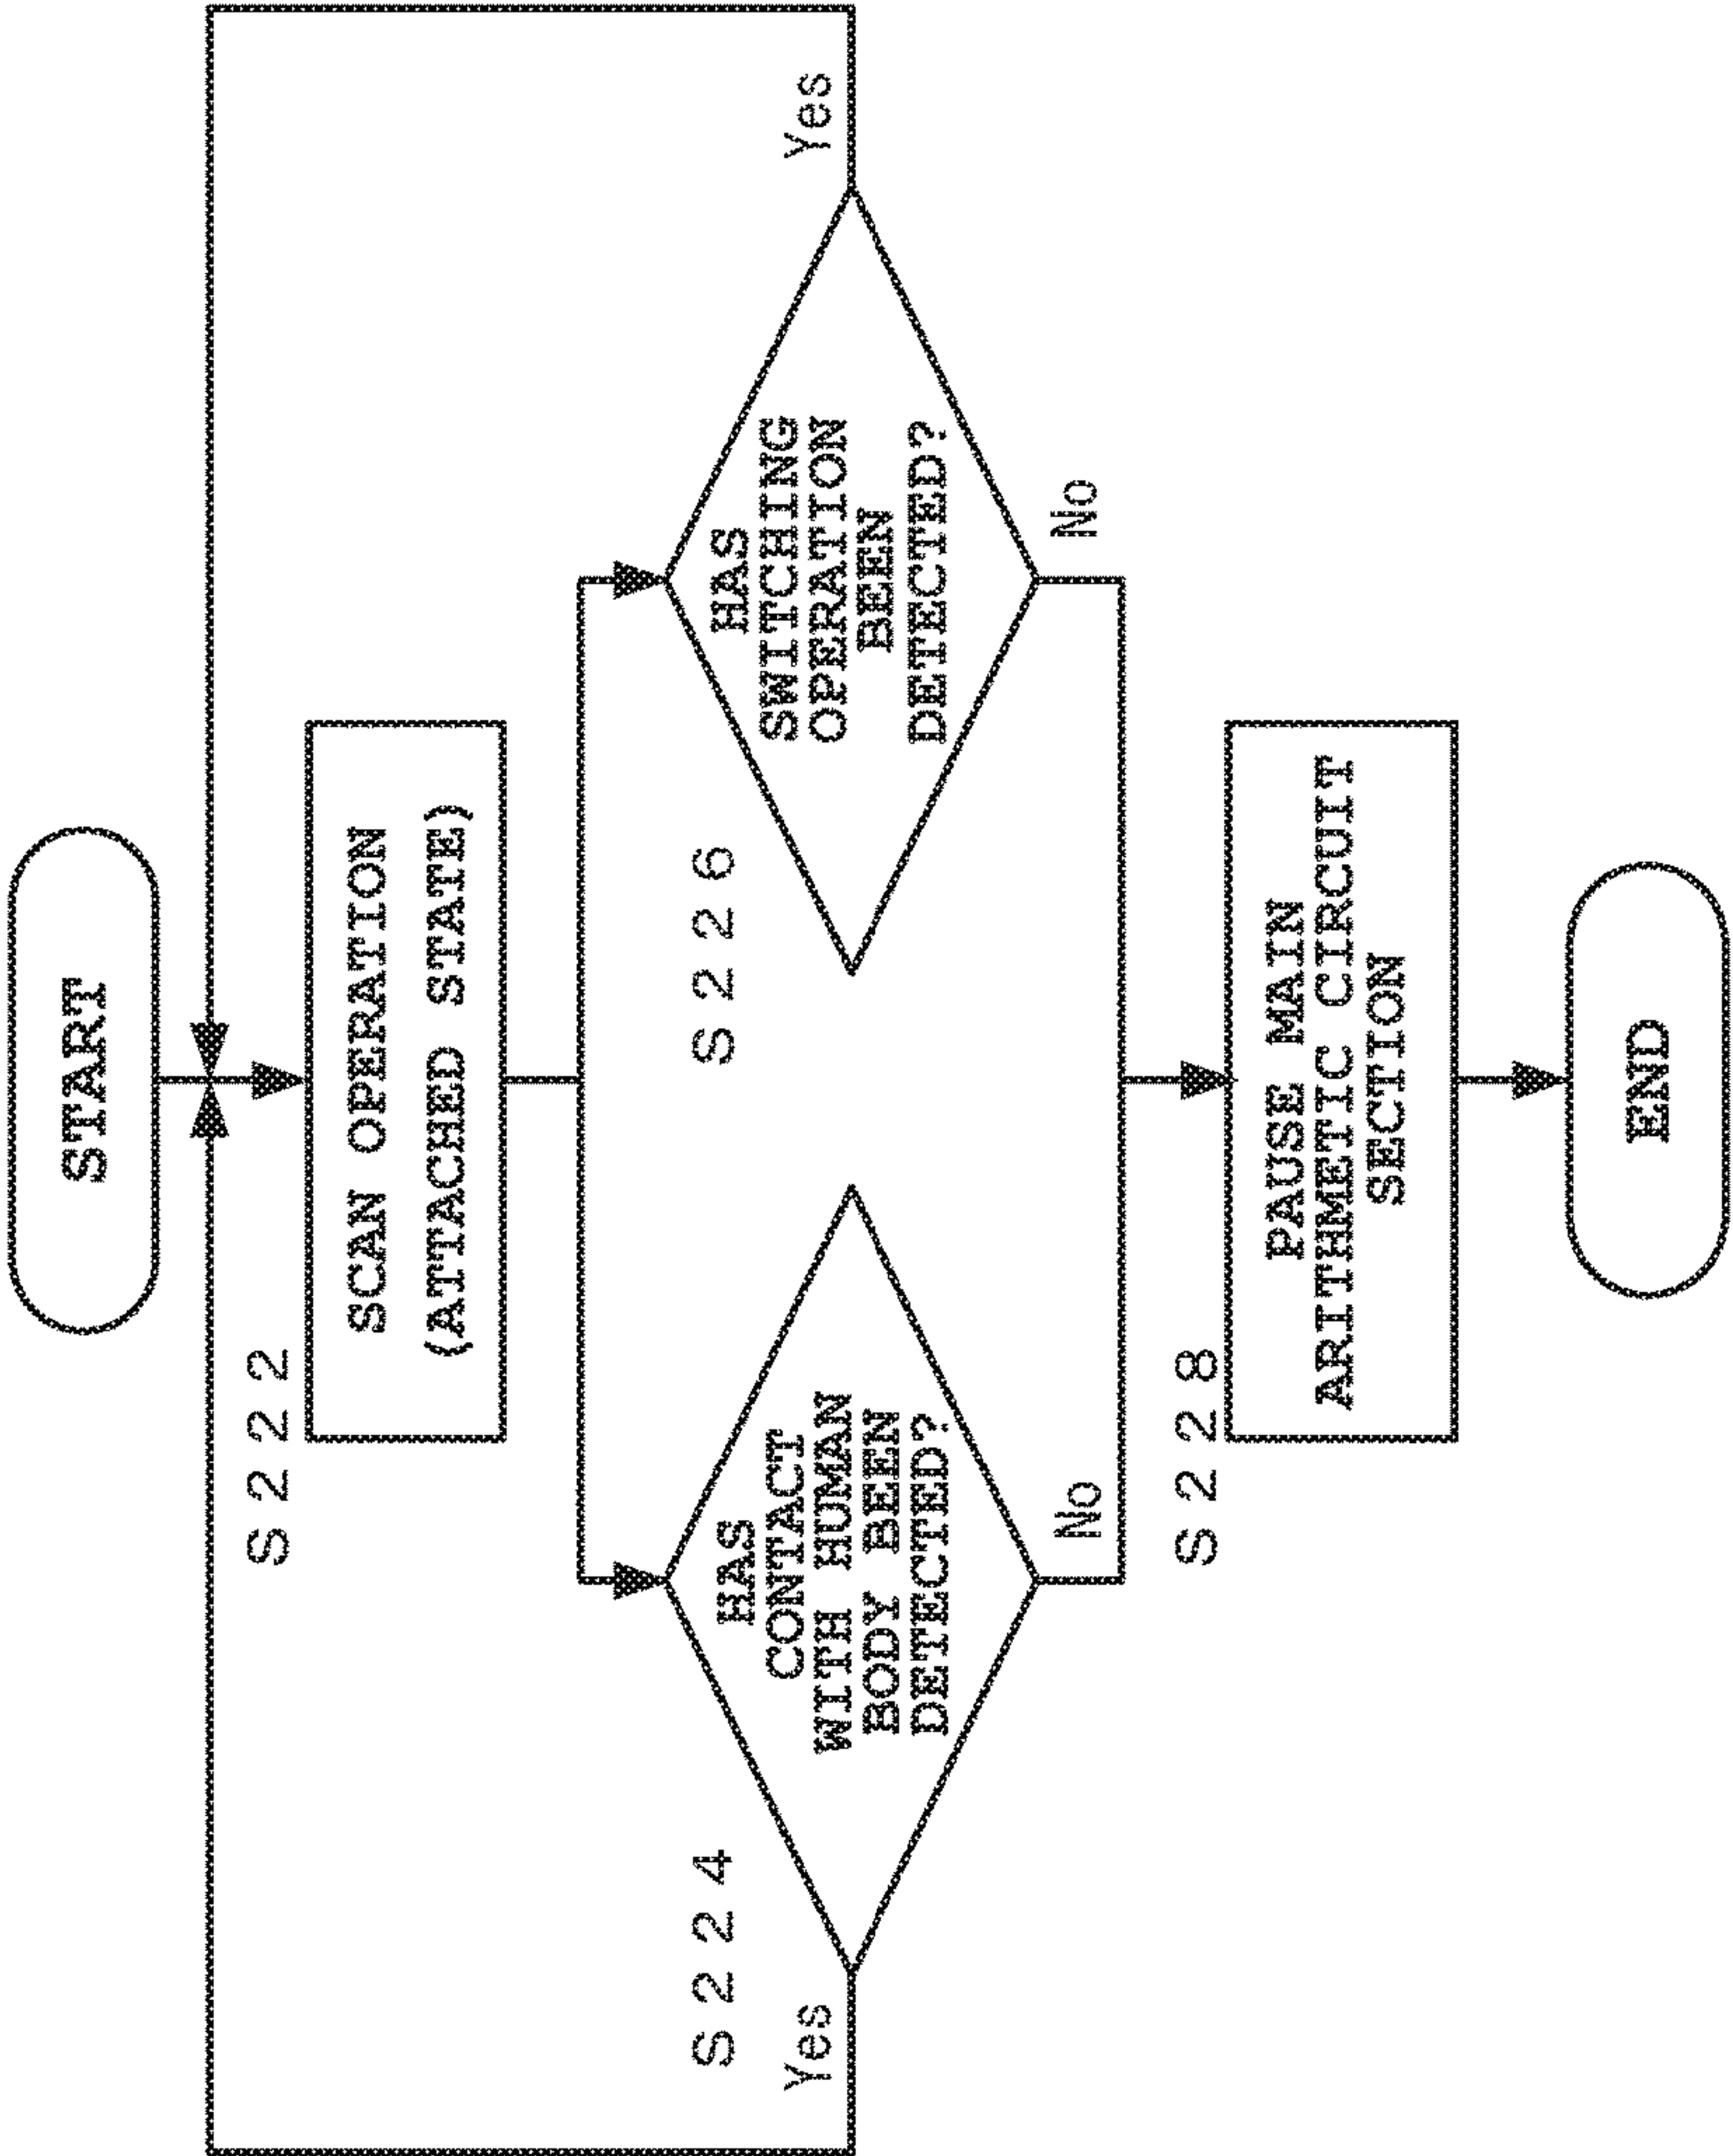 START
S222
SCAN OPERATION
(ATTACHED STATE)
S224
HAS
CONTACT
WITH HUMAN
BODY BEEN
DETECTED?
Yes
No
S226
HAS
SWITCHING
OPERATION
BEEN
DETECTED?
Yes
No
S228
PAUSE MAIN
ARITHMETIC CIRCUIT
SECTION
END